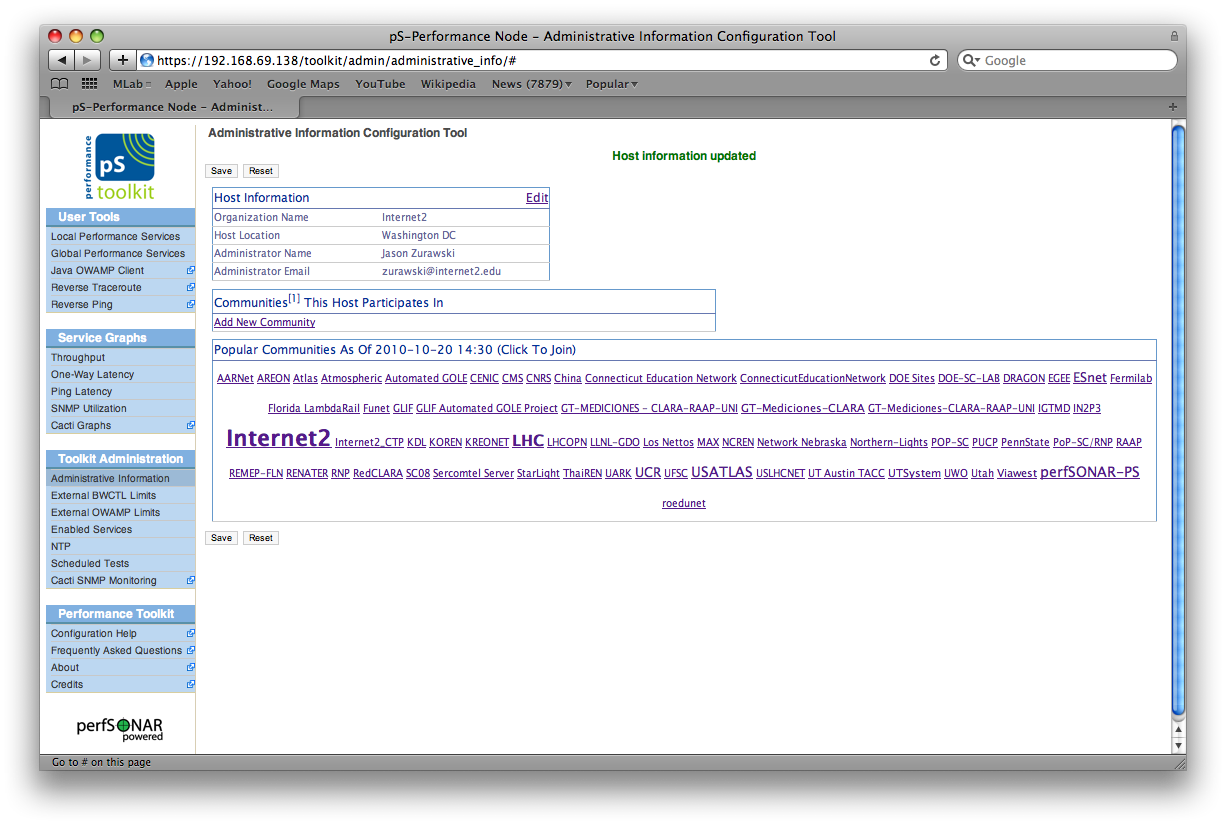 pS-Performance Node – Administrative Information Configuration Tool
https://192.168.69.138/toolkit/admin/administrative_info/#
Google
MLab Apple Yahoo! Google Maps YouTube Wikipedia News (7879) Popular
pS-Performance Node – Administ...
performance
pS
toolkit
User Tools
Local Performance Services
Global Performance Services
Java OWAMP Client
Reverse Traceroute
Reverse Ping
Service Graphs
Throughput
One-Way Latency
Ping Latency
SNMP Utilization
Cacti Graphs
Toolkit Administration
Administrative Information
External BWCTL Limits
External OWAMP Limits
Enabled Services
NTP
Scheduled Tests
Cacti SNMP Monitoring
Performance Toolkit
Configuration Help
Frequently Asked Questions
About
Credits
perfSONAR
powered
Administrative Information Configuration Tool
Host information updated
Save Reset
Host Information Edit
Organization Name Internet2
Host Location Washington DC
Administrator Name Jason Zurawski
Administrator Email zurawski@internet2.edu
Communities[1] This Host Participates In
Add New Community
Popular Communities As Of 2010-10-20 14:30 (Click To Join)
AARNet AREON Atlas Atmospheric Automated GOLE CENIC CMS CNRS China Connecticut Education Network ConnecticutEducationNetwork DOE Sites DOE-SC-LAB DRAGON EGEE ESnet Fermilab
Florida LambdaRail Funet GLIF GLIF Automated GOLE Project GT-MEDICIONES - CLARA-RAAP-UNI GT-Mediciones-CLARA GT-Mediciones-CLARA-RAAP-UNI IGTMD IN2P3
Internet2 Internet2_CTP KDL KOREN KREONET LHC LHCOPN LLNL-GDO Los Nettos MAX NCREN Network Nebraska Northern-Lights POP-SC PUCP PennState PoP-SC/RNP RAAP
REMEP-FLN RENATER RNP RedCLARA SC08 Sercomtel Server StarLight ThaiREN UARK UCR UFSC USATLAS USLHCNET UT Austin TACC UTSystem UWO Utah Viawest perfSONAR-PS
roedunet
Save Reset
Go to # on this page